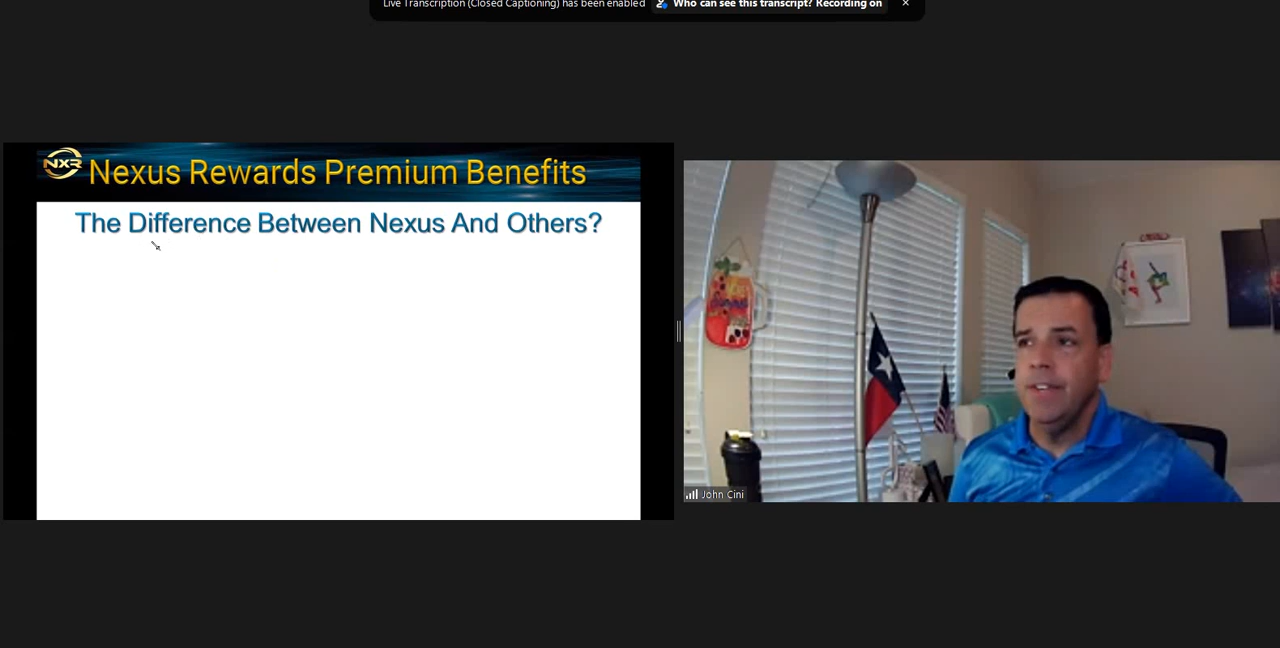 Live Transcription (Closed Captioning) has been enabled
Who can see this transcript? Recording on
NXR
Nexus Rewards Premium Benefits
The Difference Between Nexus And Others?
John Cini